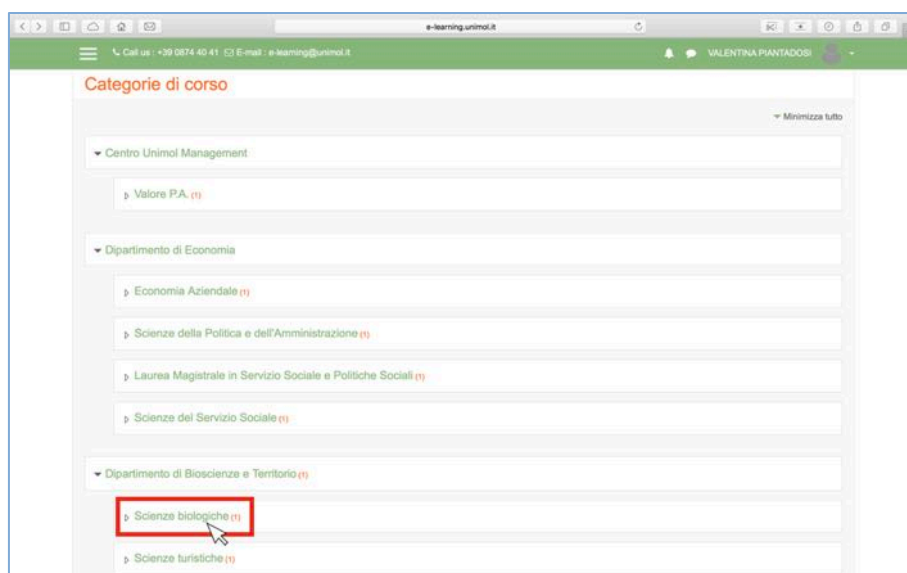 e-learning.unimol.it
Call us : +39 0874 40 41 E-mail : e-learning@unimol.it VALENTINA PIANTADOSI
Categorie di corso
Minimizza tutto
Centro Unimol Management
Valore P.A. (1)
Dipartimento di Economia
Economia Aziendale (1)
Scienze della Politica e dell'Amministrazione (1)
Laurea Magistrale in Servizio Sociale e Politiche Sociali (1)
Scienze del Servizio Sociale (1)
Dipartimento di Bioscienze e Territorio (1)
Scienze biologiche (1)
Scienze turistiche (1)